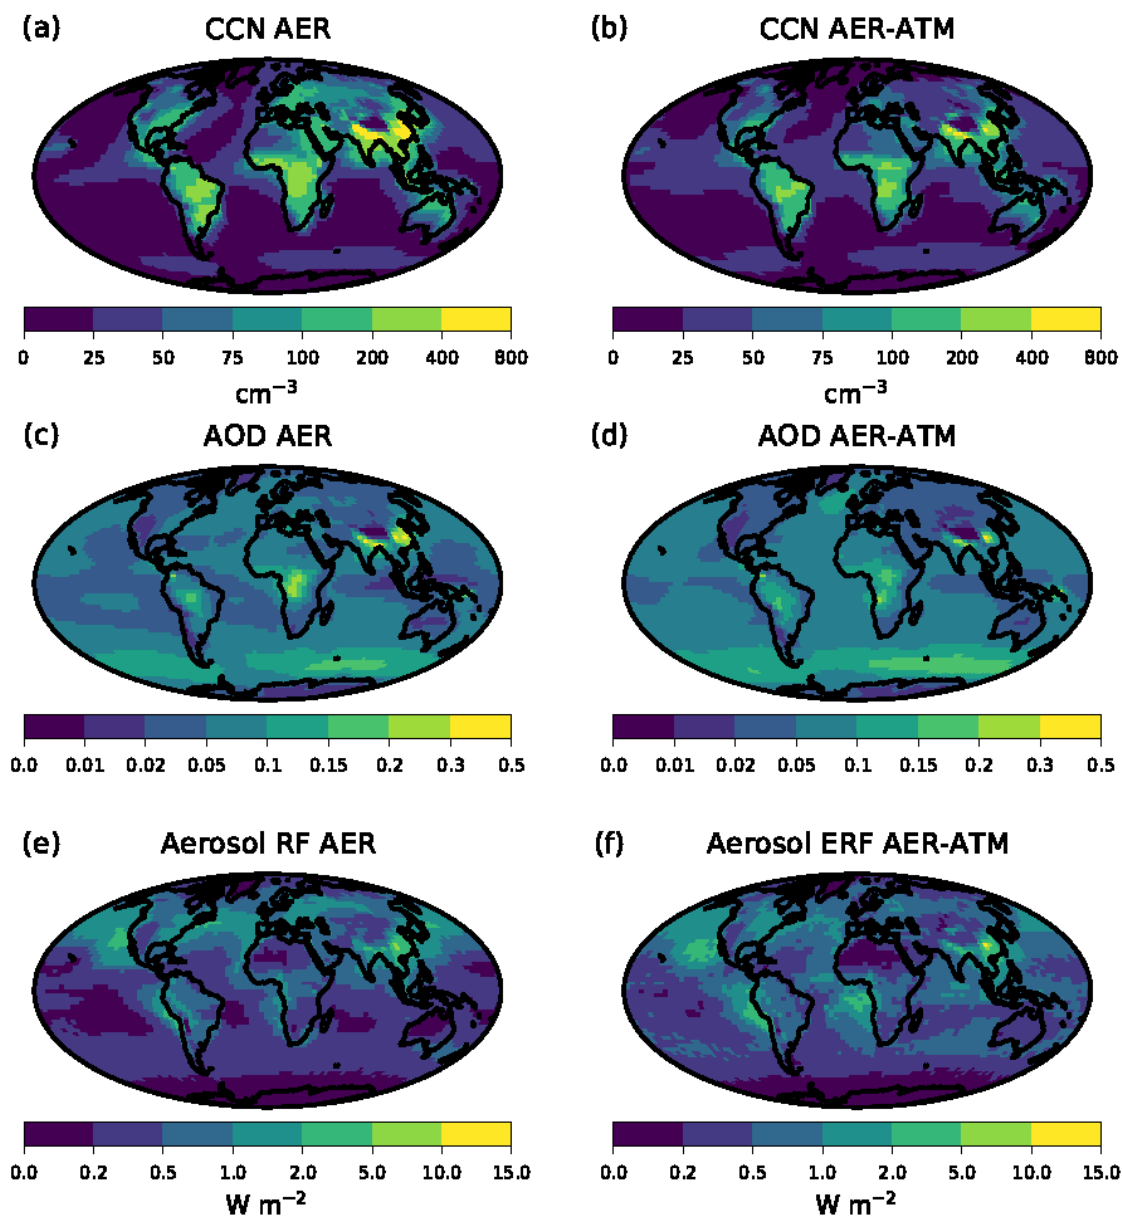 (a) CCN AER
(b) CCN AER-ATM
0 25 50 75 100 200 400 800
cm⁻³
0 25 50 75 100 200 400 800
cm⁻³
(c) AOD AER
(d) AOD AER-ATM
0.0 0.01 0.02 0.05 0.1 0.15 0.2 0.3 0.5
0.0 0.01 0.02 0.05 0.1 0.15 0.2 0.3 0.5
(e) Aerosol RF AER
(f) Aerosol ERF AER-ATM
0.0 0.2 0.5 1.0 2.0 5.0 10.0 15.0
W m⁻²
0.0 0.2 0.5 1.0 2.0 5.0 10.0 15.0
W m⁻²